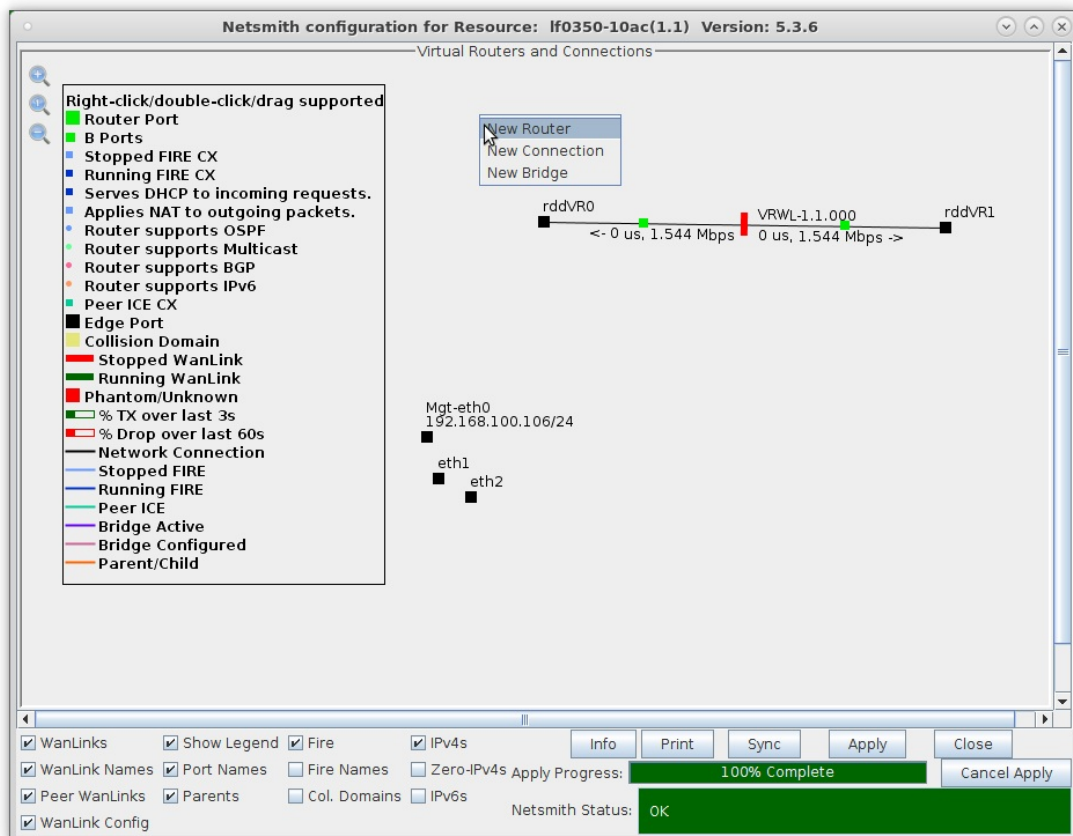 Netsmith configuration for Resource:  lf0350-10ac(1.1)  Version: 5.3.6
Virtual Routers and Connections
Right-click/double-click/drag supported
Router Port
B Ports
Stopped FIRE CX
Running FIRE CX
Serves DHCP to incoming requests.
Applies NAT to outgoing packets.
Router supports OSPF
Router supports Multicast
Router supports BGP
Router supports IPv6
Peer ICE CX
Edge Port
Collision Domain
Stopped WanLink
Running WanLink
Phantom/Unknown
% TX over last 3s
% Drop over last 60s
Network Connection
Stopped FIRE
Running FIRE
Peer ICE
Bridge Active
Bridge Configured
Parent/Child
New Router
New Connection
New Bridge
rddVR0
VRWL-1.1.000
rddVR1
<- 0 us, 1.544 Mbps
0 us, 1.544 Mbps ->
Mgt-eth0
192.168.100.106/24
eth1
eth2
WanLinks
Show Legend
Fire
IPv4s
Info
Print
Sync
Apply
Close
WanLink Names
Port Names
Fire Names
Zero-IPv4s
Apply Progress:
100% Complete
Cancel Apply
Peer WanLinks
Parents
Col. Domains
IPv6s
Netsmith Status:
OK
WanLink Config